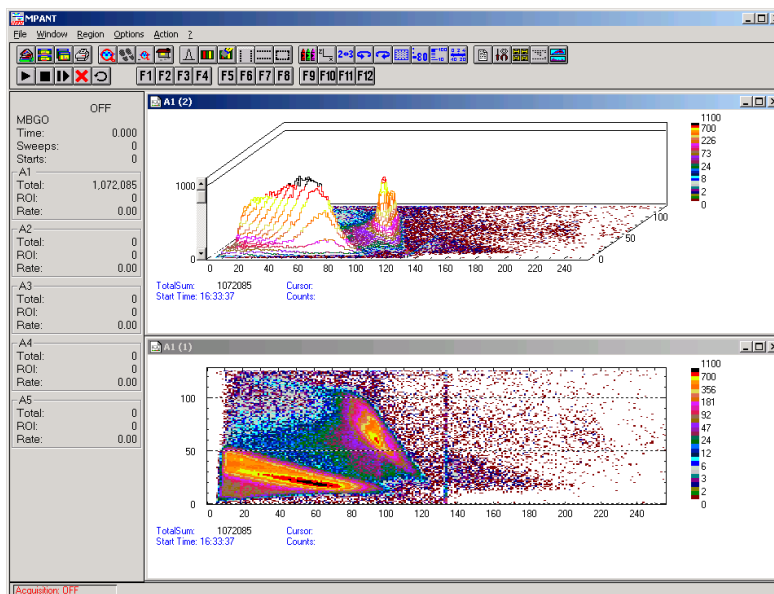 MPANT
File Window Region Options Action ?
F1 F2 F3 F4 F5 F6 F7 F8 F9 F10 F11 F12
OFF
MBGO
Time: 0.000
Sweeps: 0
Starts: 0
A1
Total: 1,072,085
ROI: 0
Rate: 0.00
A2
Total: 0
ROI: 0
Rate: 0.00
A3
Total: 0
ROI: 0
Rate: 0.00
A4
Total: 0
ROI: 0
Rate: 0.00
A5
Total: 0
ROI: 0
Rate: 0.00
Acquisition: OFF
A1 (2)
1000
0
0 20 40 60 80 100 120 140 160 180 200 220 240
0
50
100
1100
700
226
73
24
8
2
0
TotalSum: 1072085 Cursor:
Start Time: 16:33:37 Counts:
A1 (1)
100
50
0
0 20 40 60 80 100 120 140 160 180 200 220 240
1100
700
356
181
92
47
24
12
6
3
2
0
TotalSum: 1072085 Cursor:
Start Time: 16:33:37 Counts: